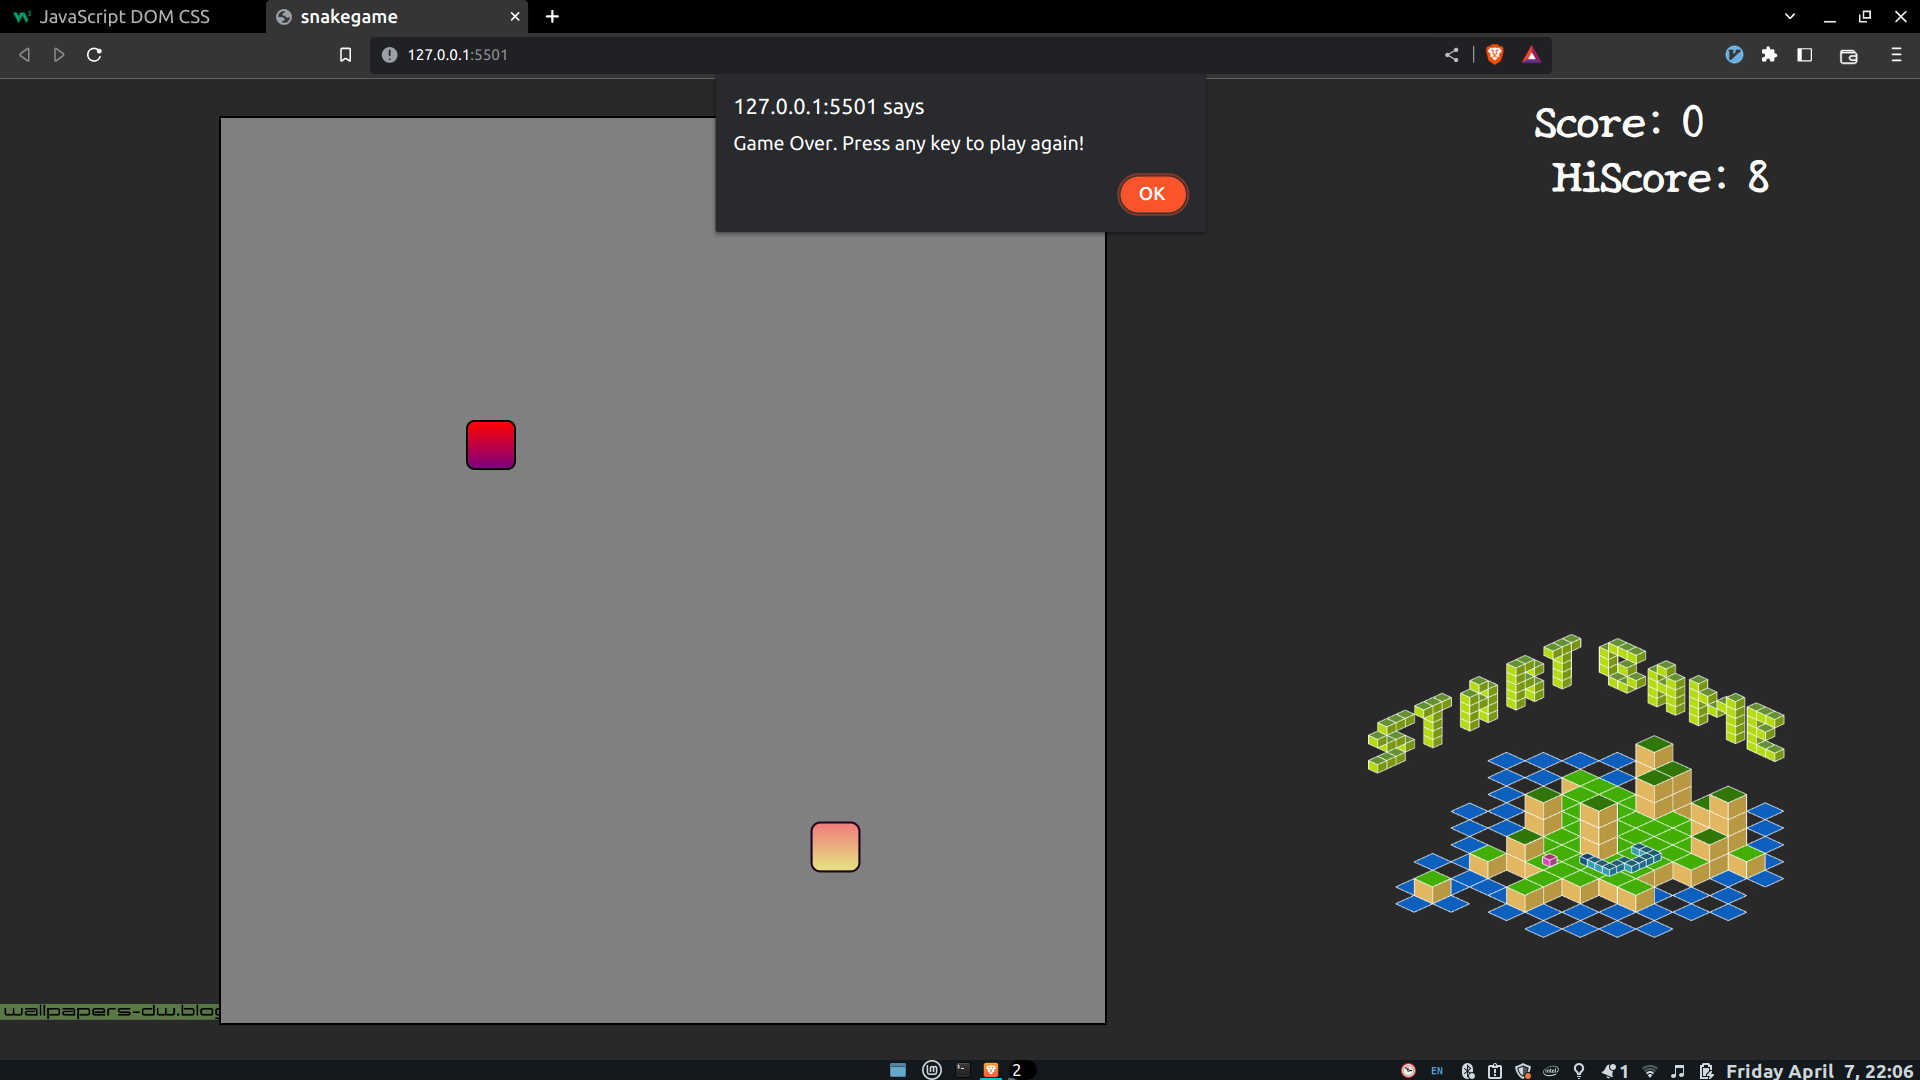 JavaScript DOM CSS
snakegame
127.0.0.1:5501
127.0.0.1:5501 says
Game Over. Press any key to play again!
OK
Score: 0
HiScore: 8
START GAME
wallpapers-dw.blog
2
EN
1
Friday April 7, 22:06